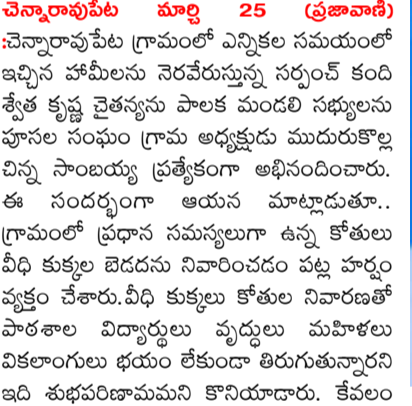 చెన్నారావుపేట మార్చి 25 (ప్రజావాణి)
:చెన్నారావుపేట గ్రామంలో ఎన్నికల సమయంలో
ఇచ్చిన హామీలను నెరవేరుస్తున్న సర్పంచ్ కంది
శ్వేత కృష్ణ చైతన్యను పాలక మండలి సభ్యులను
పూసల సంఘం గ్రామ అధ్యక్షుడు ముదురుకొల్ల
చిన్న సాంబయ్య ప్రత్యేకంగా అభినందించారు.
ఈ సందర్భంగా ఆయన మాట్లాడుతూ..
గ్రామంలో ప్రధాన సమస్యలుగా ఉన్న కోతులు
వీధి కుక్కల బెడదను నివారించడం పట్ల హర్షం
వ్యక్తం చేశారు.వీధి కుక్కలు కోతుల నివారణతో
పాఠశాల విద్యార్థులు వృద్ధులు మహిళలు
వికలాంగులు భయం లేకుండా తిరుగుతున్నారని
ఇది శుభపరిణామమని కొనియాడారు. కేవలం